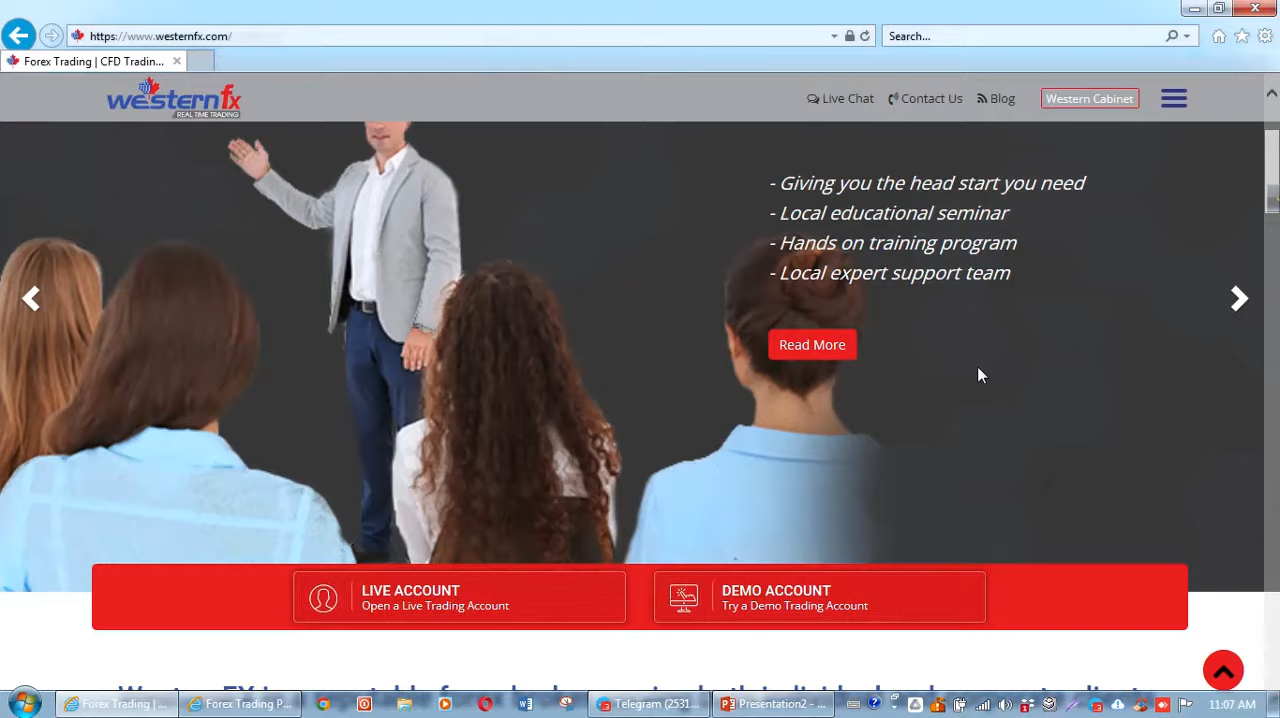 https://www.westernfx.com/
Search...
Forex Trading | CFD Tradin...
westernfx
REAL TIME TRADING
Live Chat
Contact Us
Blog
Western Cabinet
- Giving you the head start you need
- Local educational seminar
- Hands on training program
- Local expert support team
Read More
LIVE ACCOUNT
Open a Live Trading Account
DEMO ACCOUNT
Try a Demo Trading Account
Forex Trading | ...
Forex Trading P...
Telegram (2531...
Presentation2 - ...
11:07 AM